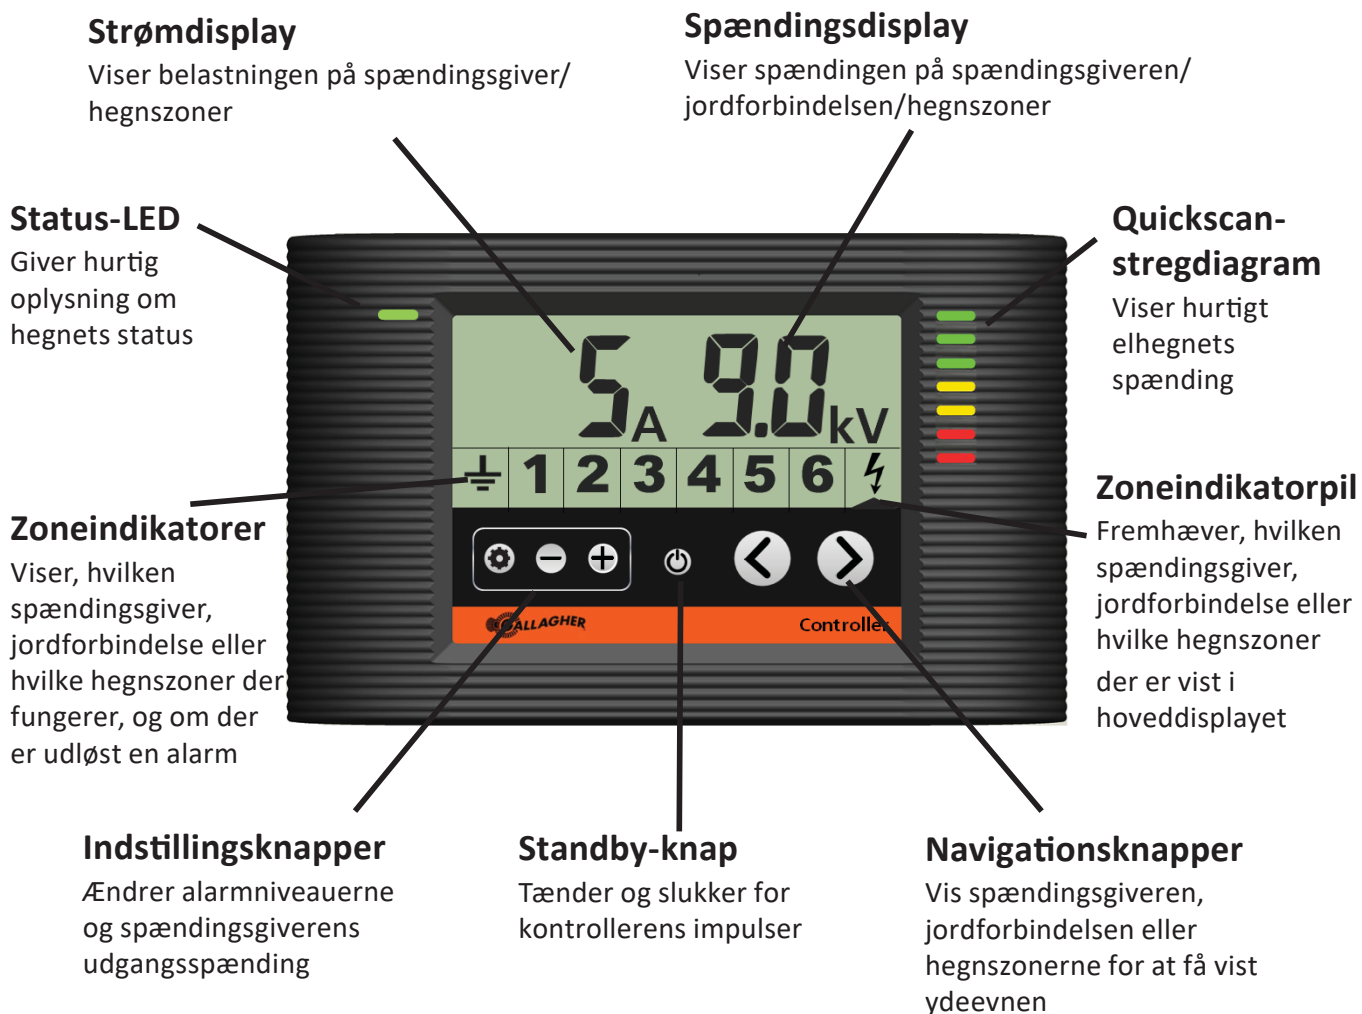 Strømdisplay
Viser belastningen på spændingsgiver/
hegnszoner
Spændingsdisplay
Viser spændingen på spændingsgiveren/
jordforbindelsen/hegnszoner
Status-LED
Giver hurtig
oplysning om
hegnets status
Quickscan-
stregdiagram
Viser hurtigt
elhegnets
spænding
5A 9.0kV
1 2 3 4 5 6
GALLAGHER
Controller
Zoneindikatorer
Viser, hvilken
spændingsgiver,
jordforbindelse eller
hvilke hegnszoner der
fungerer, og om der
er udløst en alarm
Zoneindikatorpil
Fremhæver, hvilken
spændingsgiver,
jordforbindelse eller
hvilke hegnszoner
der er vist i
hoveddisplayet
Indstillingsknapper
Ændrer alarmniveauerne
og spændingsgiverens
udgangsspænding
Standby-knap
Tænder og slukker for
kontrollerens impulser
Navigationsknapper
Vis spændingsgiveren,
jordforbindelsen eller
hegnszonerne for at få vist
ydeevnen